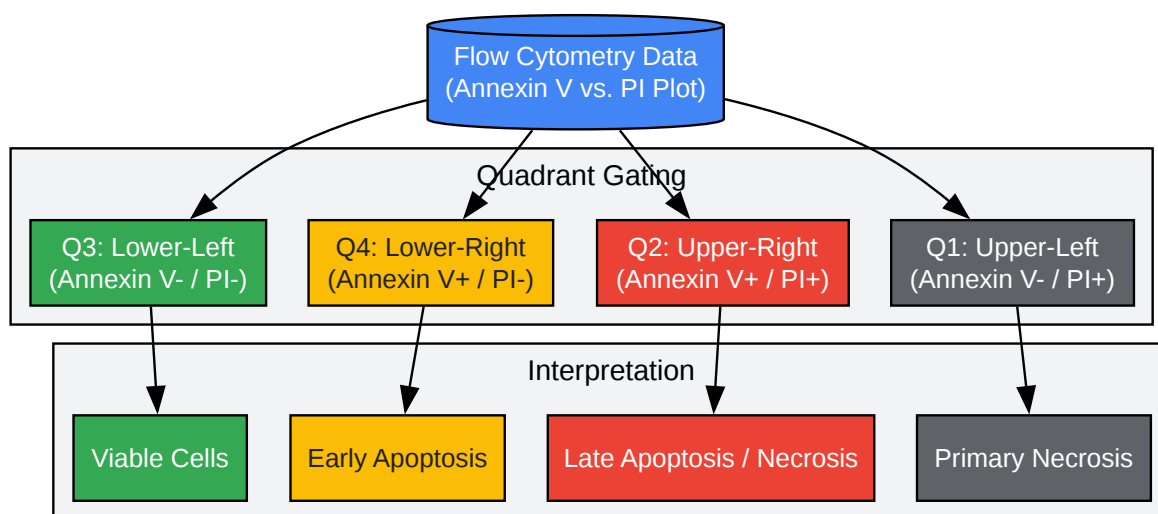 Flow Cytometry Data
(Annexin V vs. PI Plot)
Quadrant Gating
Q3: Lower-Left
(Annexin V- / PI-)
Q4: Lower-Right
(Annexin V+ / PI-)
Q2: Upper-Right
(Annexin V+ / PI+)
Q1: Upper-Left
(Annexin V- / PI+)
Interpretation
Viable Cells
Early Apoptosis
Late Apoptosis / Necrosis
Primary Necrosis